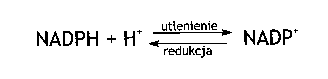 utlenienie
NADPH + H⁺ ⇌ NADP⁺
redukcja